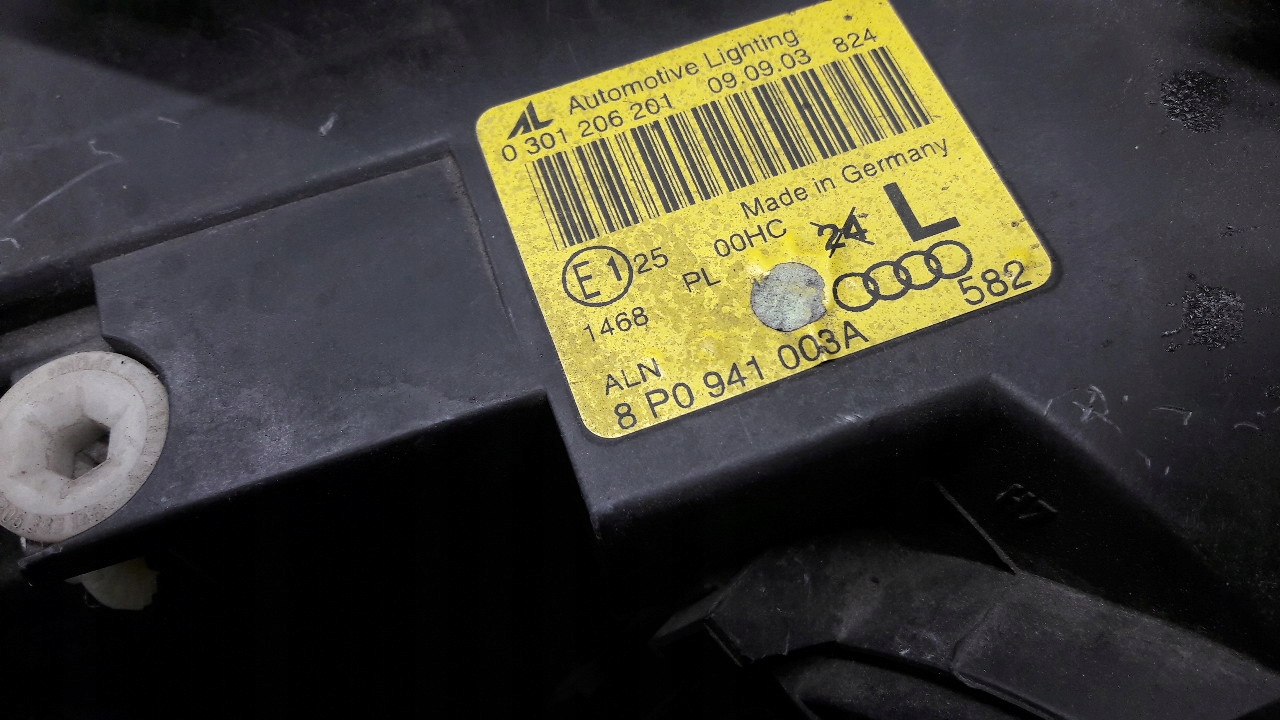 AL Automotive Lighting
0 301 206 201 09.09.03 824
Made in Germany
E1 25 PL 00HC 24 L
1468
582
ALN
8 P0 941 003A
H7